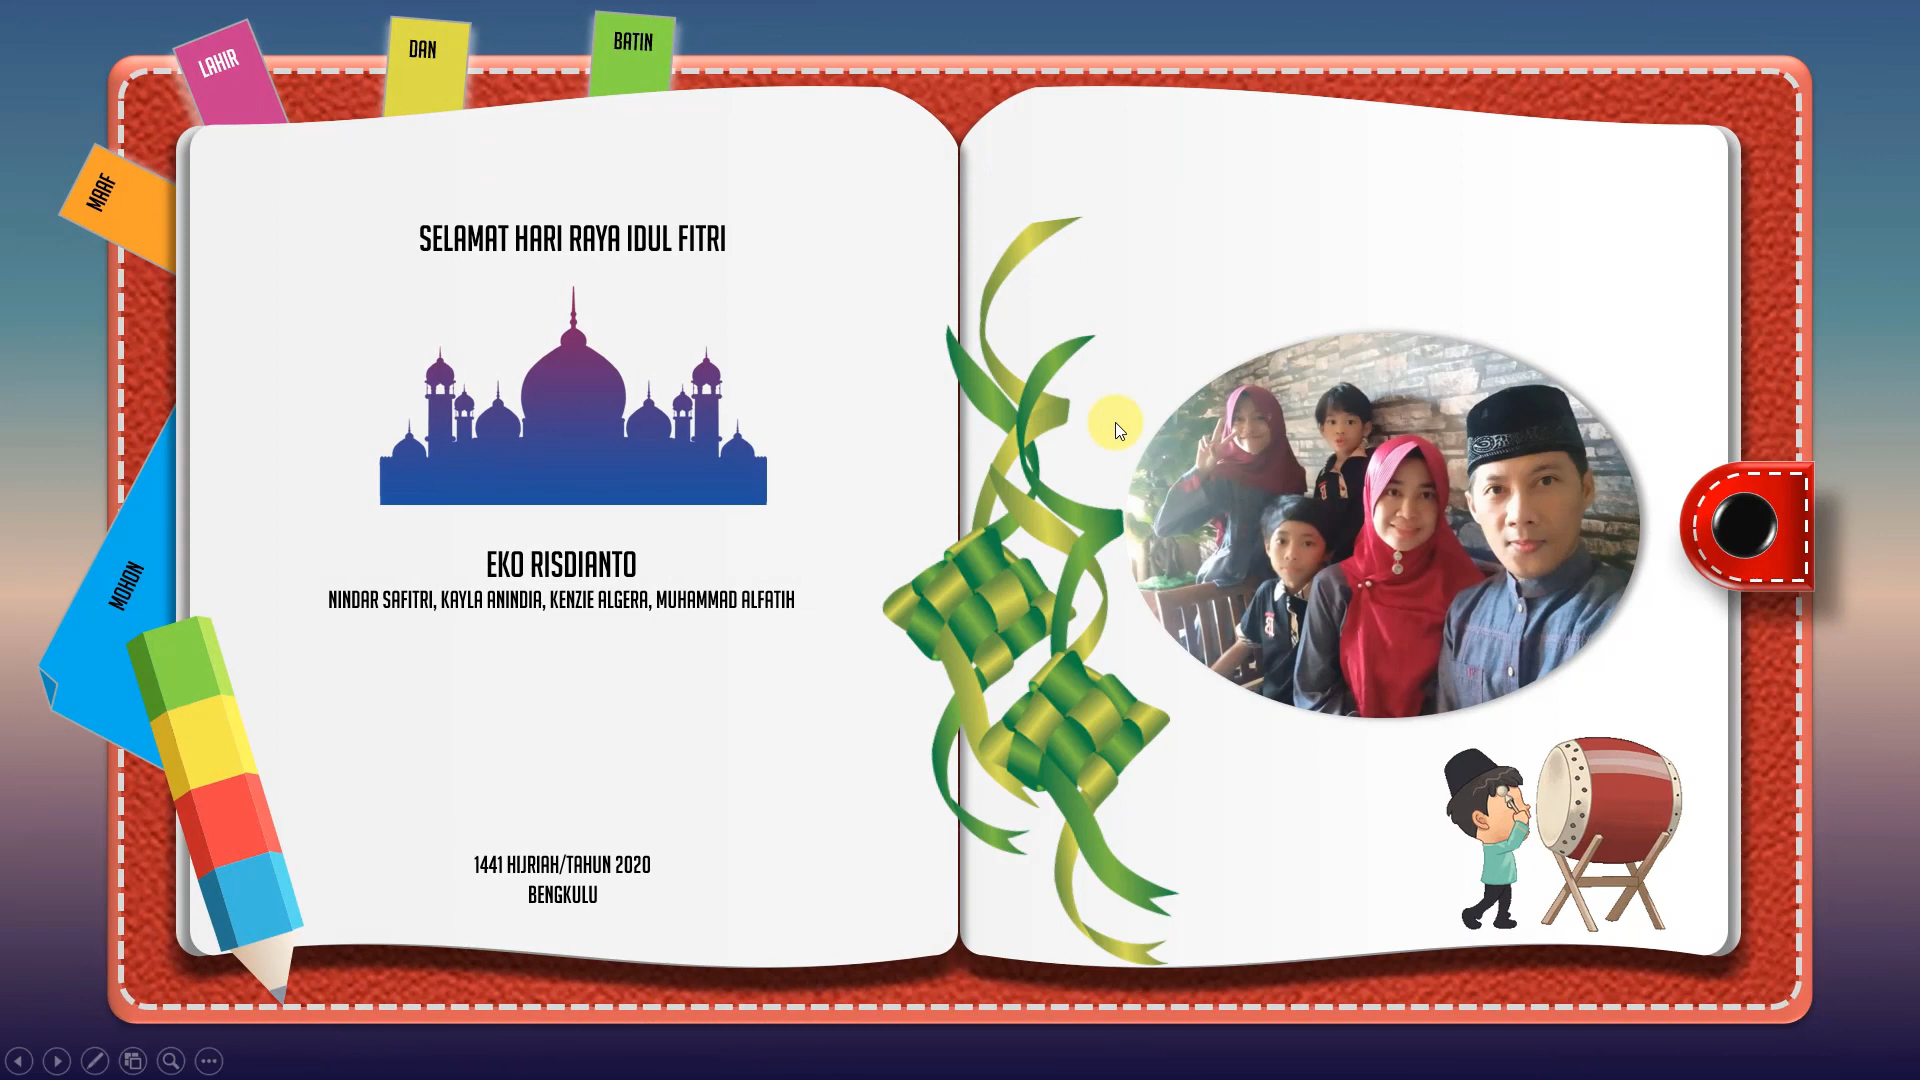 LAHIR
DAN
BATIN
MAAF
MOHON
SELAMAT HARI RAYA IDUL FITRI
EKO RISDIANTO
NINDAR SAFITRI, KAYLA ANINDIA, KENZIE ALGERA, MUHAMMAD ALFATIH
1441 HIJRIAH/TAHUN 2020
BENGKULU